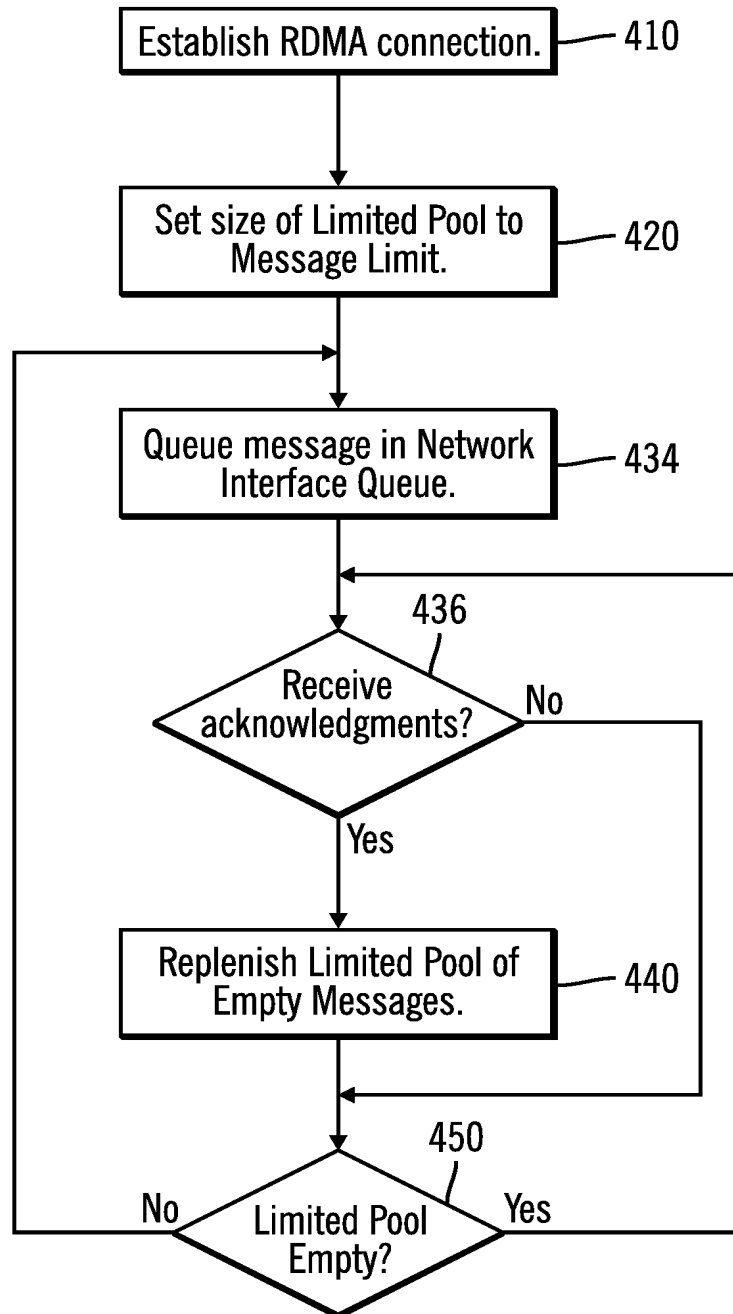 Establish RDMA connection.
410
Set size of Limited Pool to
Message Limit.
420
Queue message in Network
Interface Queue.
434
436
Receive
acknowledgments?
No
Yes
Replenish Limited Pool of
Empty Messages.
440
450
No
Limited Pool
Empty?
Yes